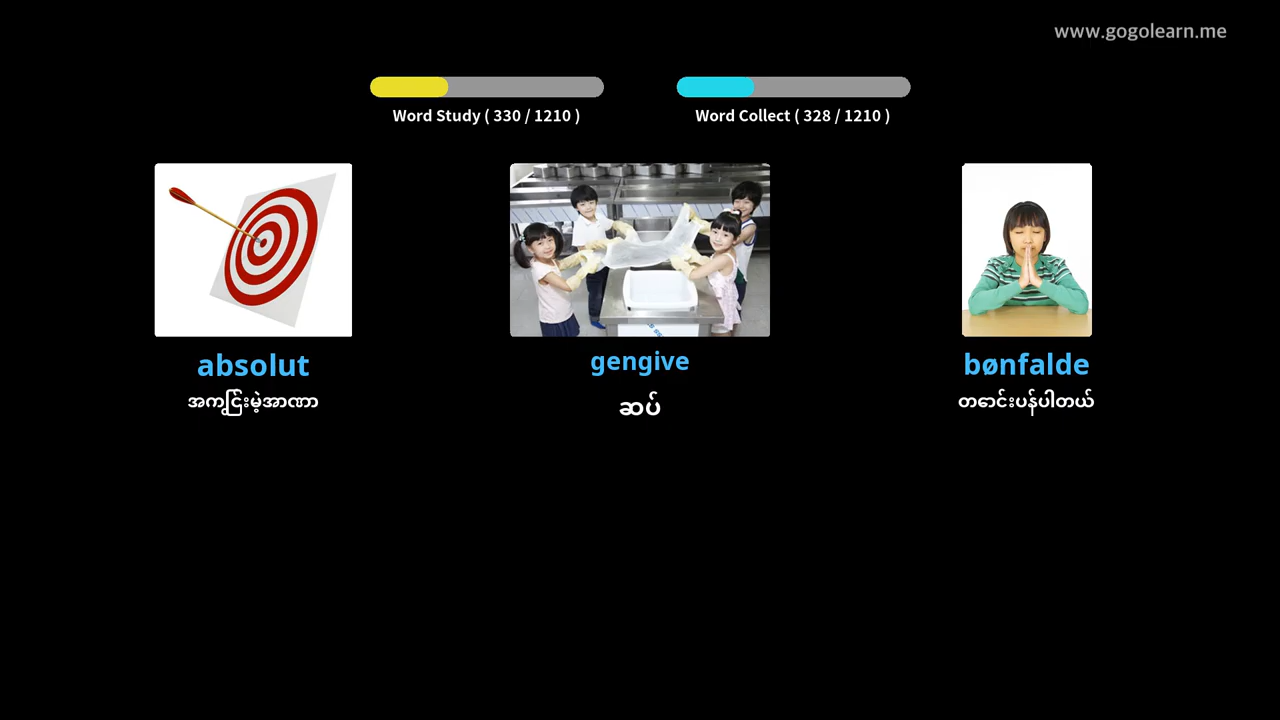 www.gogolearn.me
Word Study ( 330 / 1210 )
Word Collect ( 328 / 1210 )
absolut
အကြွင်းမဲ့အာဏာ
gengive
ဆပ်
bønfalde
တောင်းပန်ပါတယ်